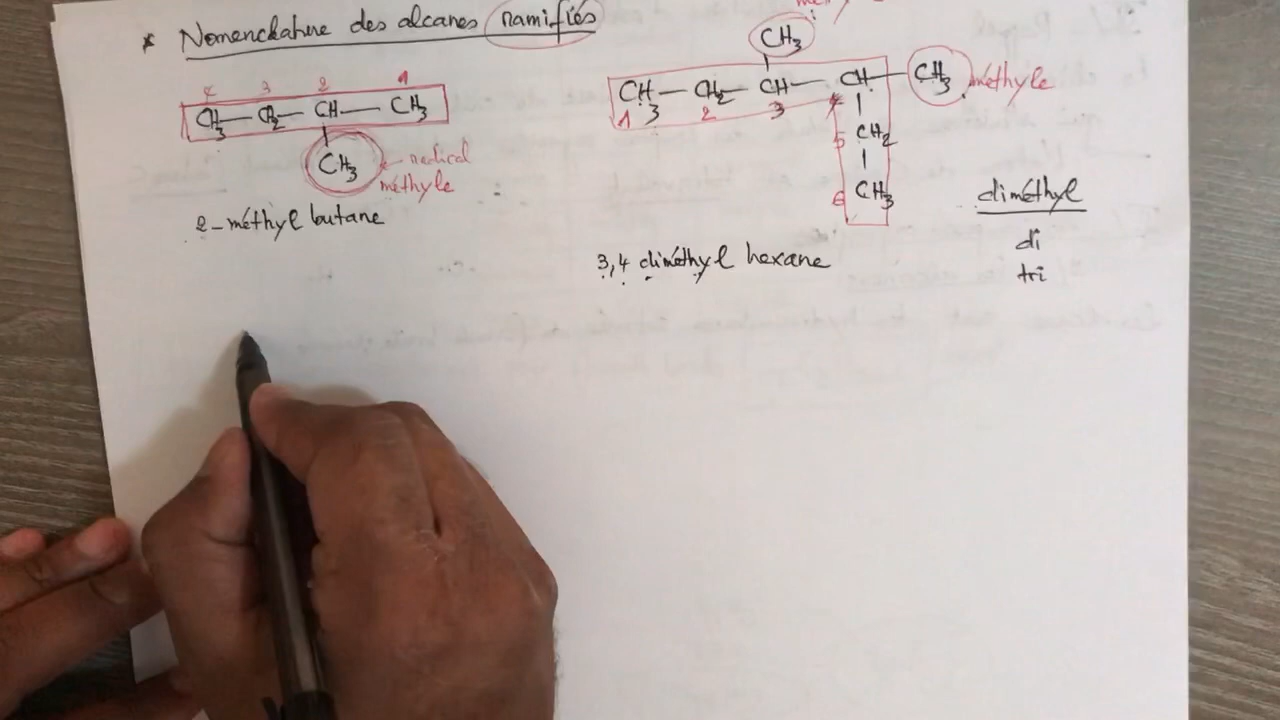 * Nomenclature des alcanes ramifiés
4 3 2 1
CH3 — CH2 — CH — CH3
CH3
radical
méthyle
2-méthyl butane
CH3
CH3 — CH2 — CH — CH — CH3 méthyle
1 2 3 4
5 CH2
6 CH3
3,4 diméthyl hexane
diméthyl
di
tri